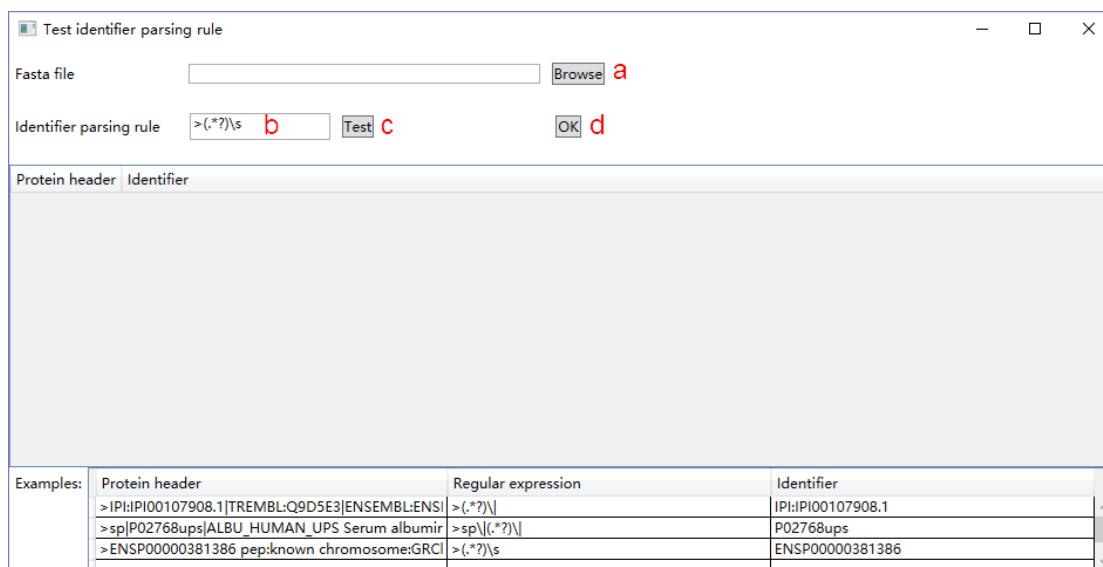 Test identifier parsing rule
Fasta file Browse a
Identifier parsing rule >(.*?)\s b Test c OK d
Protein header Identifier
Examples: Protein header Regular expression Identifier
>IPI:IPI00107908.1|TREMBL:Q9D5E3|ENSEMBL:ENSI >(.*?)\| IPI:IPI00107908.1
>sp|P02768ups|ALBU_HUMAN_UPS Serum albumir >sp\|(.*?)\| P02768ups
>ENSP00000381386 pep:known chromosome:GRCl >(.*?)\s ENSP00000381386